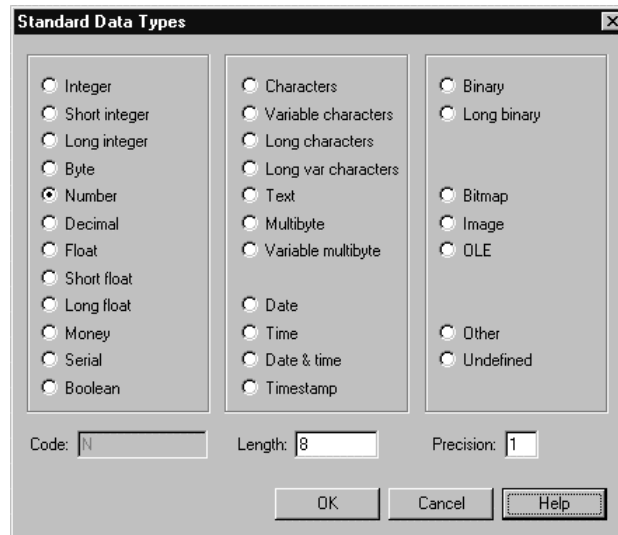 Standard Data Types
Integer
Short integer
Long integer
Byte
Number
Decimal
Float
Short float
Long float
Money
Serial
Boolean
Characters
Variable characters
Long characters
Long var characters
Text
Multibyte
Variable multibyte
Date
Time
Date & time
Timestamp
Binary
Long binary
Bitmap
Image
OLE
Other
Undefined
Code: N
Length: 8
Precision: 1
OK
Cancel
Help